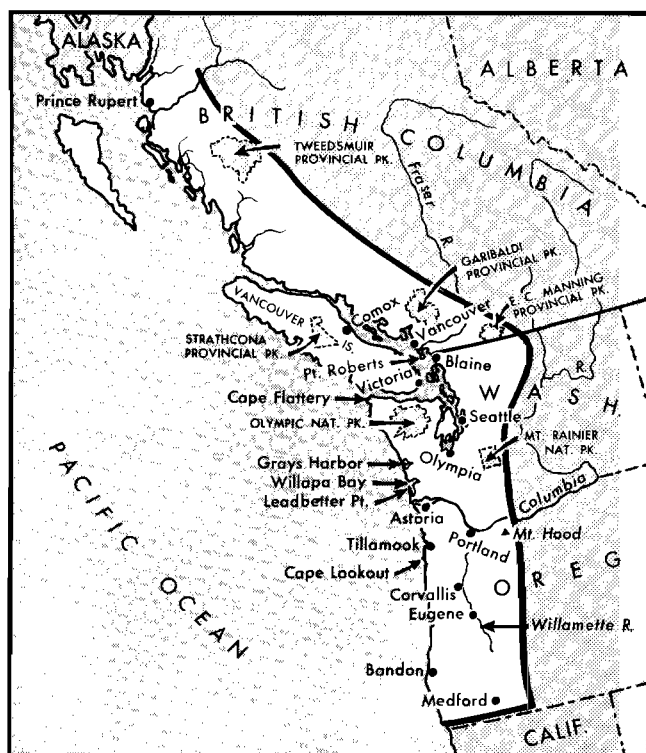 ALASKA
ALBERTA
Prince Rupert
BRITISH
COLUMBIA
TWEEDSMUIR
PROVINCIAL PK.
Fraser R.
GARIBALDI
PROVINCIAL PK.
VANCOUVER IS.
Comox
Vancouver
E. C. MANNING
PROVINCIAL PK.
STRATHCONA
PROVINCIAL PK.
Pt. Roberts
Blaine
Victoria
WASH.
Cape Flattery
Seattle
R.
OLYMPIC NAT. PK.
MT. RAINIER
NAT. PK.
Olympia
Grays Harbor
Willapa Bay
Leadbetter Pt.
Columbia
Astoria
Portland
Mt. Hood
Tillamook
OREG
Cape Lookout
Corvallis
Eugene
Willamette R.
PACIFIC OCEAN
Bandon
Medford
CALIF.